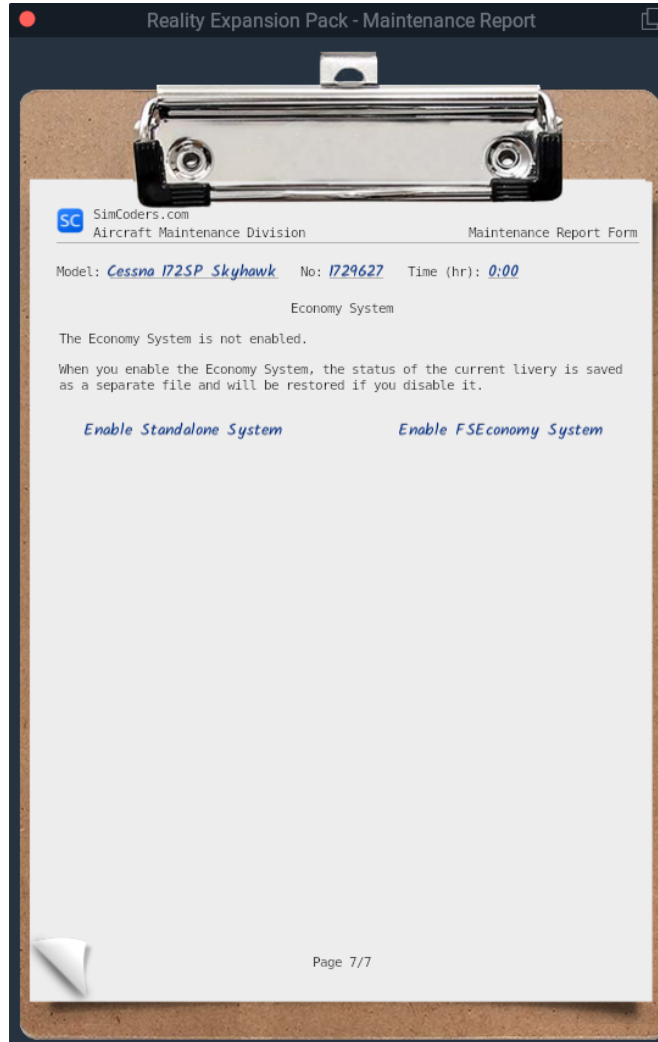 Reality Expansion Pack - Maintenance Report
SC
SimCoders.com
Aircraft Maintenance Division
Maintenance Report Form
Model: Cessna 172SP Skyhawk No: 1729627 Time (hr): 0:00
Economy System
The Economy System is not enabled.
When you enable the Economy System, the status of the current livery is saved
as a separate file and will be restored if you disable it.
Enable Standalone System
Enable FSEconomy System
Page 7/7